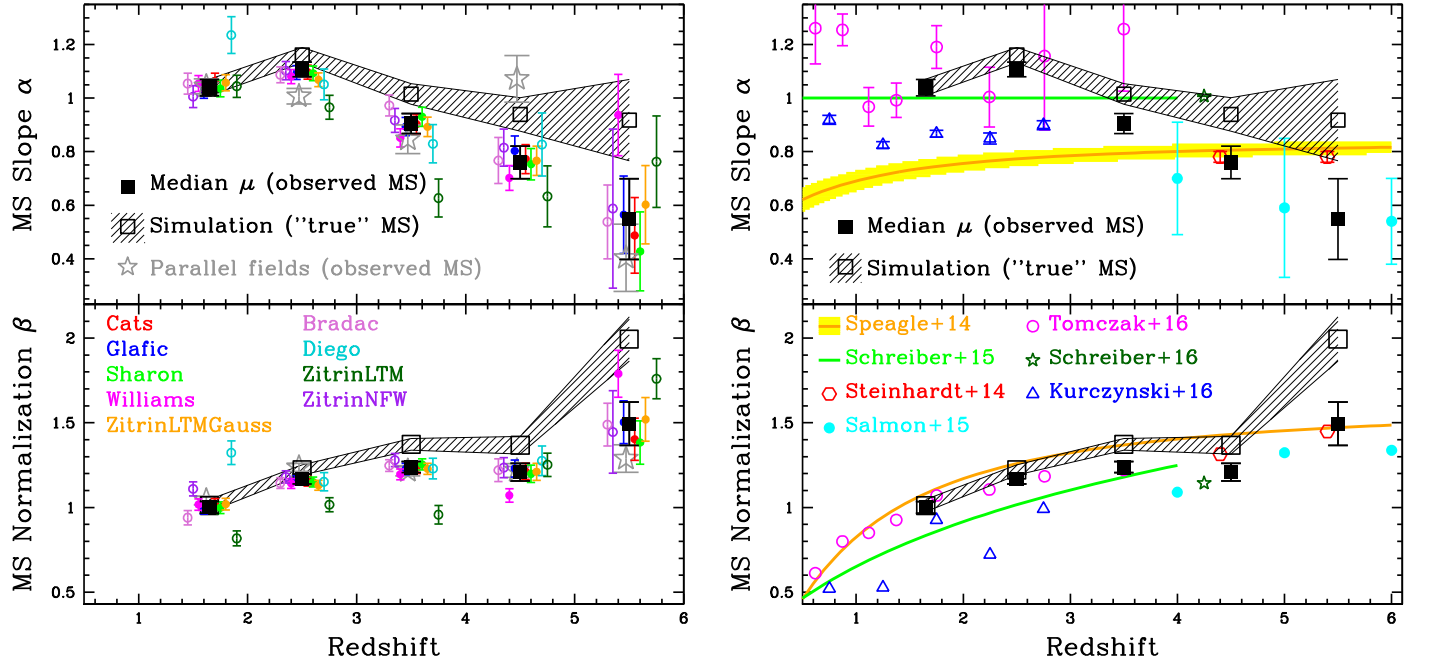 1.2
1
0.8
0.6
0.4
MS Slope α
Median μ (observed MS)
Simulation ("true" MS)
Parallel fields (observed MS)
2
1.5
1
0.5
MS Normalization β
Cats
Glafic
Sharon
Williams
ZitrinLTMGauss
Bradac
Diego
ZitrinLTM
ZitrinNFW
1 2 3 4 5 6
Redshift
1.2
1
0.8
0.6
0.4
MS Slope α
Median μ (observed MS)
Simulation ("true" MS)
2
1.5
1
0.5
MS Normalization β
Speagle+14
Schreiber+15
Steinhardt+14
Salmon+15
Tomczak+16
Schreiber+16
Kurczynski+16
1 2 3 4 5 6
Redshift